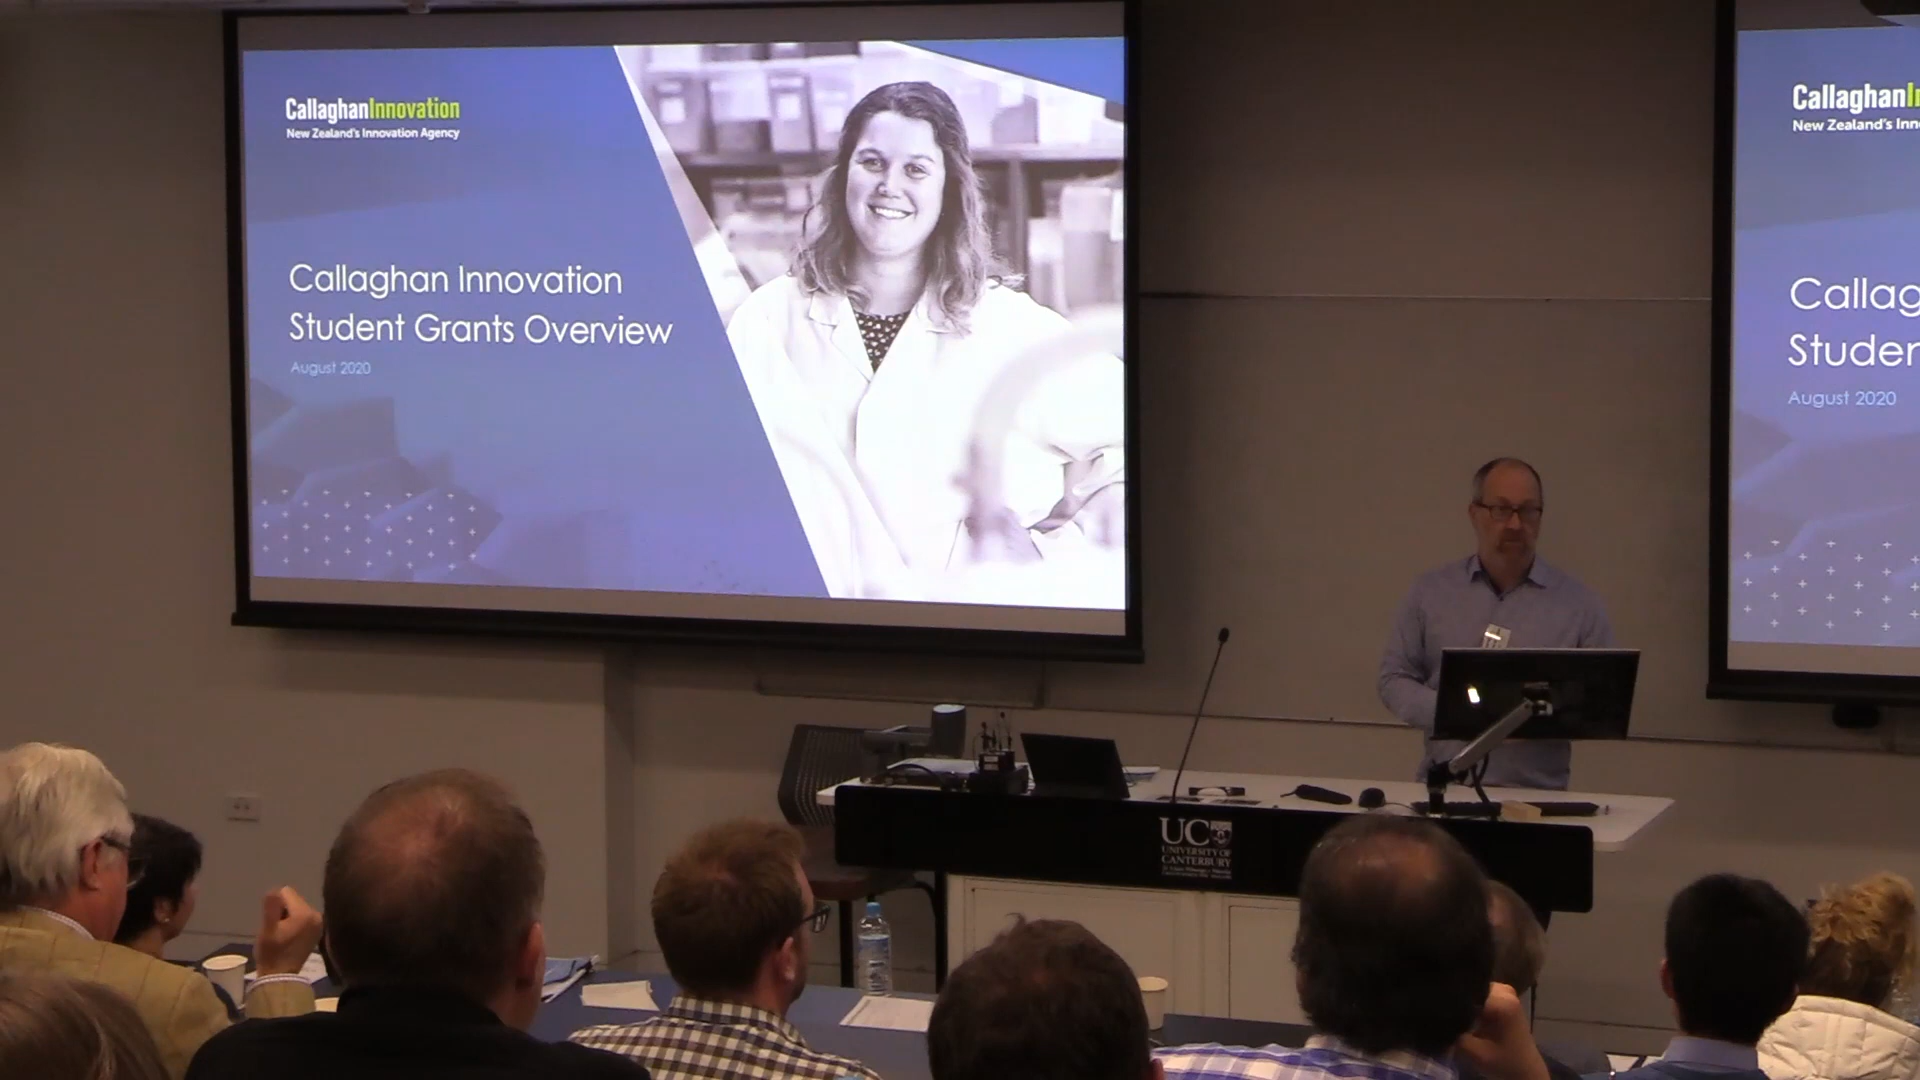 CallaghanInnovation
New Zealand's Innovation Agency
Callaghan Innovation
Student Grants Overview
August 2020
Callaghan
New Zealand's Inn
Callag
Studen
August 2020
UC
UNIVERSITY OF
CANTERBURY